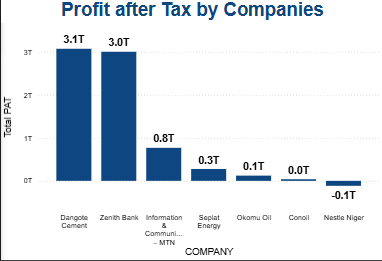 Profit after Tax by Companies
Total PAT
3T
2T
1T
0T
3.1T
3.0T
0.8T
0.3T
0.1T
0.0T
-0.1T
Dangote
Cement
Zenith Bank
Information
&
Communi...
– MTN
Seplat
Energy
Okomu Oil
Conoil
Nestle Niger
COMPANY